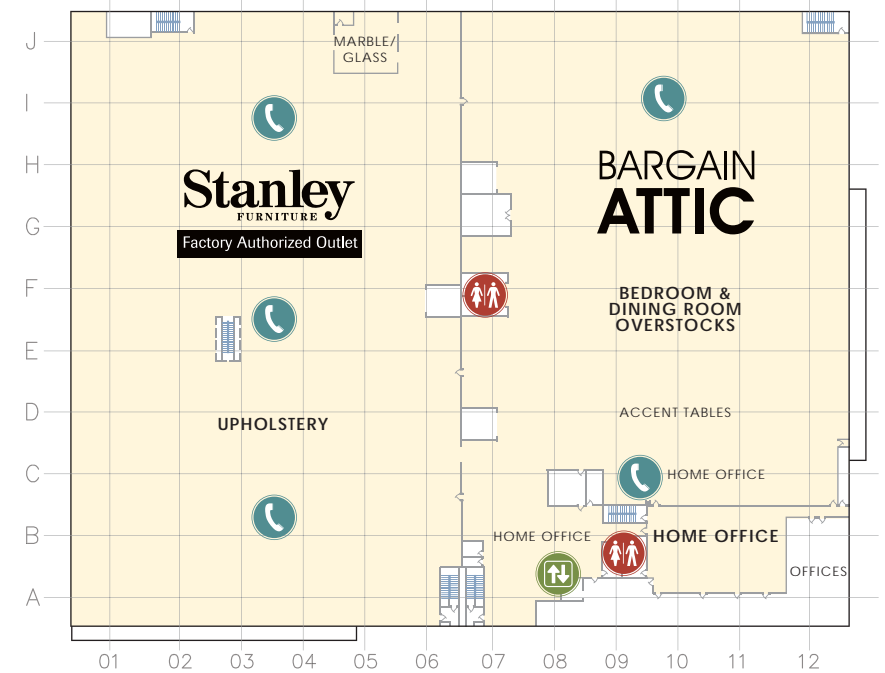 J
MARBLE/
GLASS
I
H
BARGAIN
ATTIC
Stanley
FURNITURE
Factory Authorized Outlet
G
F
BEDROOM &
DINING ROOM
OVERSTOCKS
E
D
ACCENT TABLES
UPHOLSTERY
C
HOME OFFICE
B
HOME OFFICE
HOME OFFICE
OFFICES
A
01 02 03 04 05 06 07 08 09 10 11 12